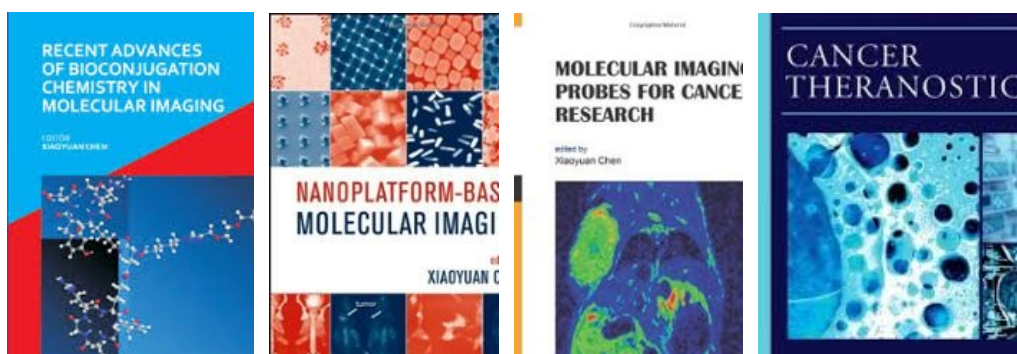 RECENT ADVANCES
OF BIOCONJUGATION
CHEMISTRY IN
MOLECULAR IMAGING
EDITOR
XIAOYUAN CHEN
NANOPLATFORM-BAS
MOLECULAR IMAGI
XIAOYUAN C
MOLECULAR IMAGIN
PROBES FOR CANCE
RESEARCH
edited by
Xiaoyuan Chen
CANCER
THERANOSTIC